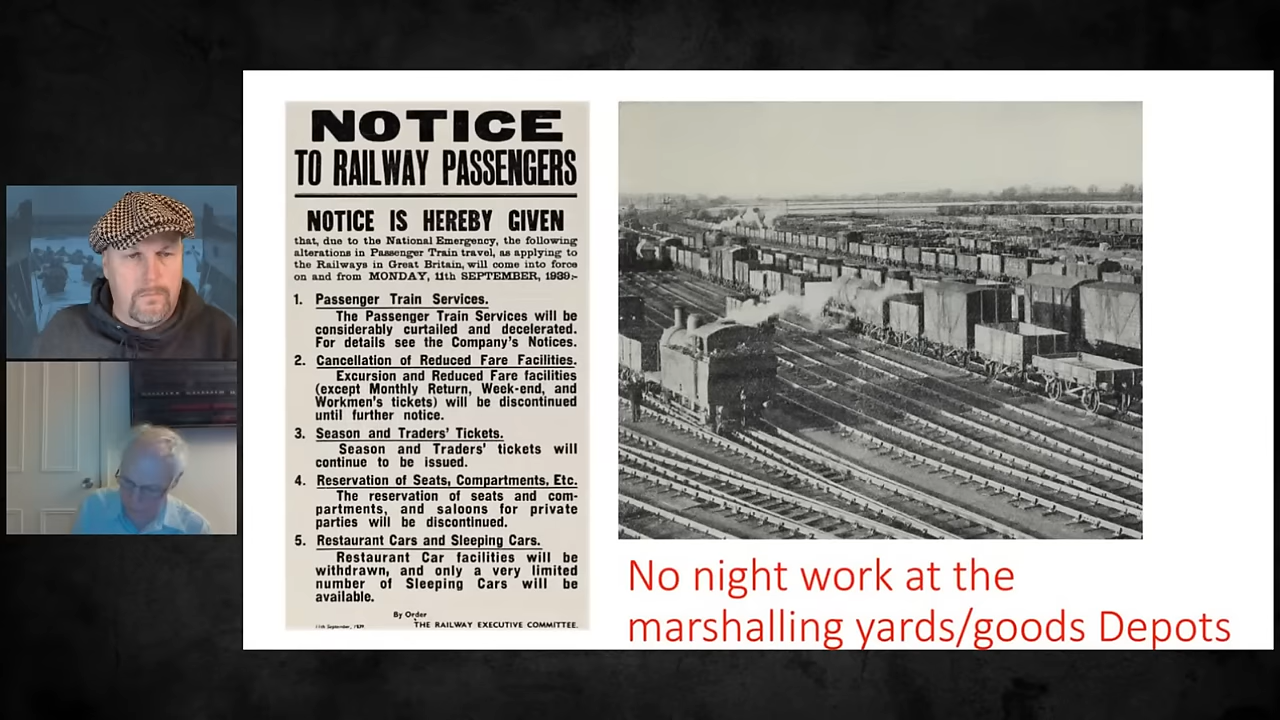 NOTICE
TO RAILWAY PASSENGERS
NOTICE IS HEREBY GIVEN
that, due to the National Emergency, the following
alterations in Passenger Train travel, as applying to
the Railways in Great Britain, will come into force
on and from MONDAY, 11th SEPTEMBER, 1939:-
1. Passenger Train Services.
The Passenger Train Services will be
considerably curtailed and decelerated.
For details see the Company's Notices.
2. Cancellation of Reduced Fare Facilities.
Excursion and Reduced Fare facilities
(except Monthly Return, Week-end, and
Workmen's tickets) will be discontinued
until further notice.
3. Season and Traders' Tickets.
Season and Traders' tickets will
continue to be issued.
4. Reservation of Seats, Compartments, Etc.
The reservation of seats and com-
partments, and saloons for private
parties will be discontinued.
5. Restaurant Cars and Sleeping Cars.
Restaurant Car facilities will be
withdrawn, and only a very limited
number of Sleeping Cars will be
available.
By Order
11th September, 1939. THE RAILWAY EXECUTIVE COMMITTEE.
No night work at the
marshalling yards/goods Depots